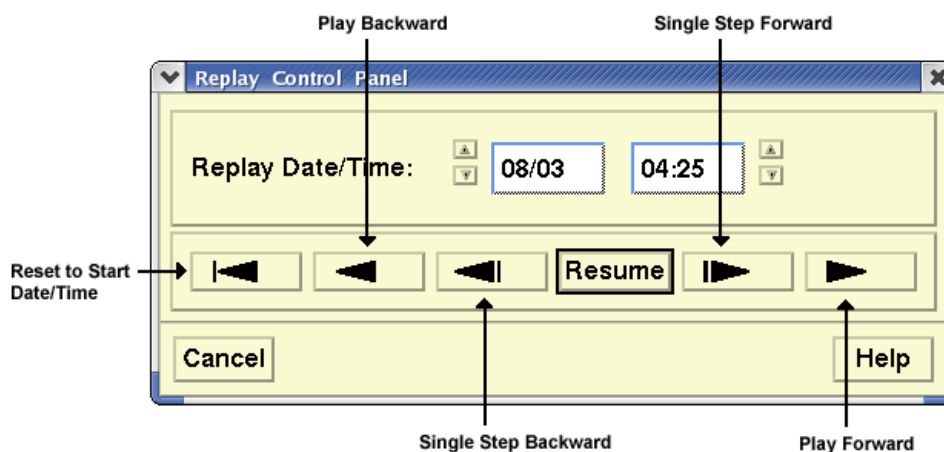 Play Backward
Single Step Forward
Replay Control Panel
Replay Date/Time:
08/03
04:25
Reset to Start
Date/Time
Resume
Cancel
Help
Single Step Backward
Play Forward